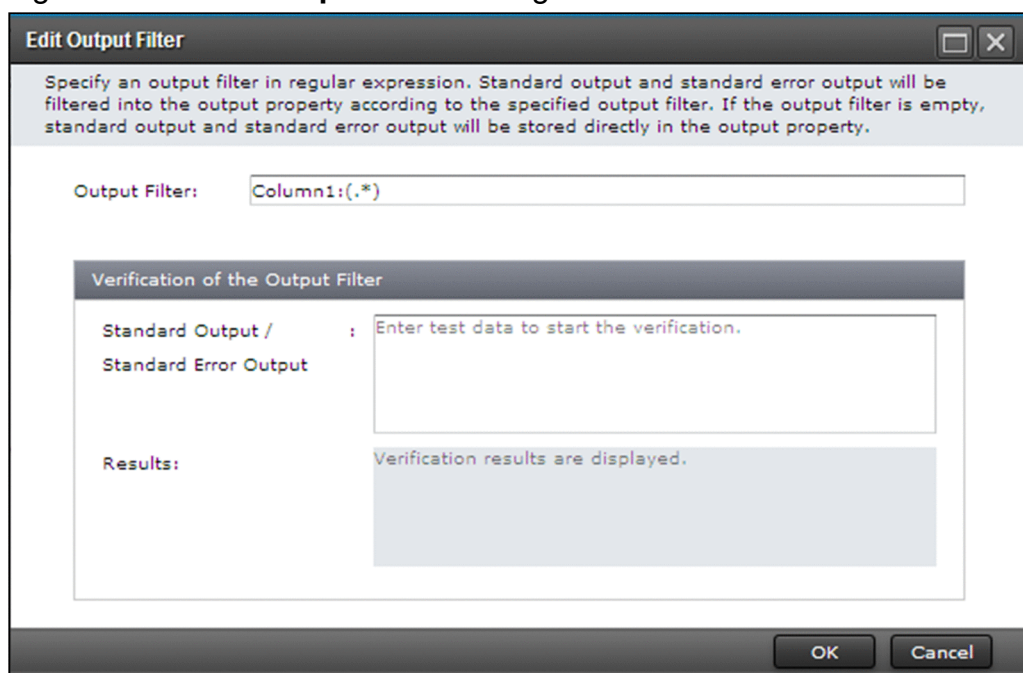 Edit Output Filter
Specify an output filter in regular expression. Standard output and standard error output will be
filtered into the output property according to the specified output filter. If the output filter is empty,
standard output and standard error output will be stored directly in the output property.
Output Filter: Column1:(.*)
Verification of the Output Filter
Standard Output / : Enter test data to start the verification.
Standard Error Output
Results: Verification results are displayed.
OK Cancel